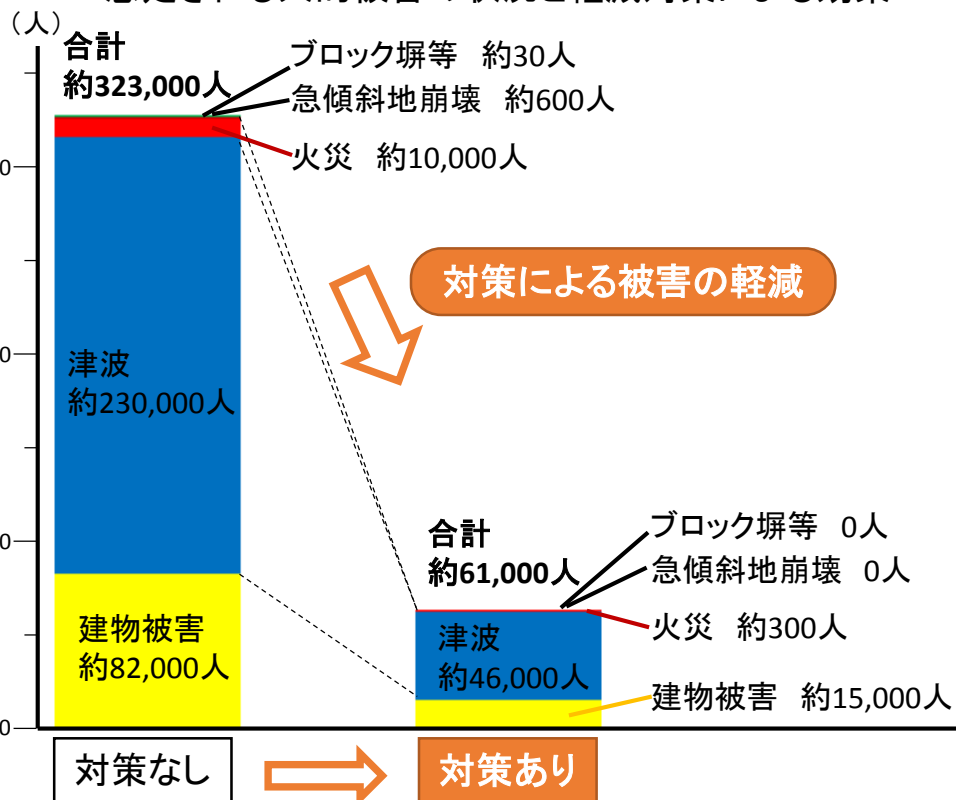 （人）
合計
約323,000人
ブロック塀等 約30人
急傾斜地崩壊 約600人
火災 約10,000人
対策による被害の軽減
津波
約230,000人
建物被害
約82,000人
合計
約61,000人
ブロック塀等 0人
急傾斜地崩壊 0人
火災 約300人
津波
約46,000人
建物被害 約15,000人
0
0
0
0
対策なし
対策あり